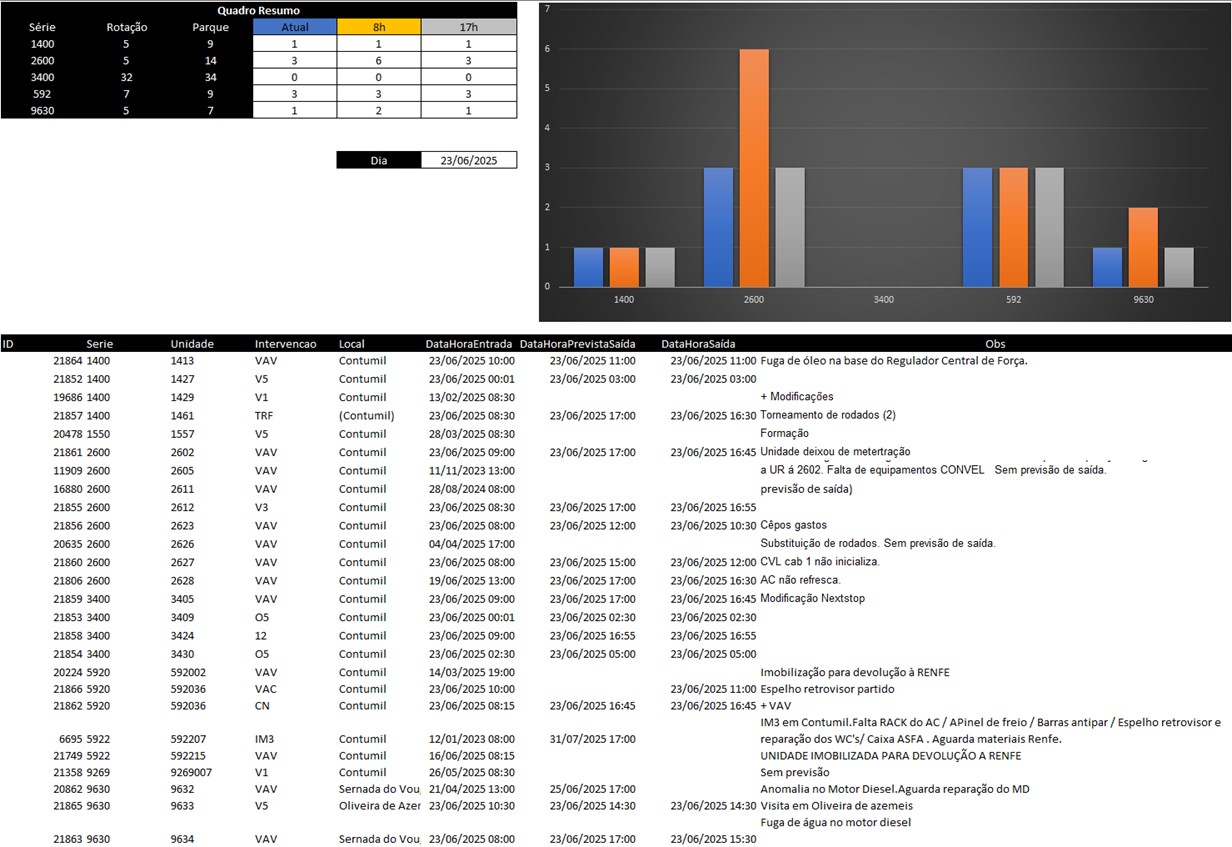 Quadro Resumo
Série Rotação Parque Atual 8h 17h
1400 5 9 1 1 1
2600 5 14 3 6 3
3400 32 34 0 0 0
592 7 9 3 3 3
9630 5 7 1 2 1
Dia 23/06/2025
7
6
5
4
3
2
1
0
1400 2600 3400 592 9630
ID Serie Unidade Intervencao Local DataHoraEntrada DataHoraPrevistaSaída DataHoraSaída Obs
21864 1400 1413 VAV Contumil 23/06/2025 10:00 23/06/2025 11:00 23/06/2025 11:00 Fuga de óleo na base do Regulador Central de Força.
21852 1400 1427 V5 Contumil 23/06/2025 00:01 23/06/2025 03:00 23/06/2025 03:00
19686 1400 1429 V1 Contumil 13/02/2025 08:30 + Modificações
21857 1400 1461 TRF (Contumil) 23/06/2025 08:30 23/06/2025 17:00 23/06/2025 16:30 Torneamento de rodados (2)
20478 1550 1557 V5 Contumil 28/03/2025 08:30 Formação
21861 2600 2602 VAV Contumil 23/06/2025 09:00 23/06/2025 17:00 23/06/2025 16:45 Unidade deixou de metertração
11909 2600 2605 VAV Contumil 11/11/2023 13:00 a UR á 2602. Falta de equipamentos CONVEL Sem previsão de saída.
16880 2600 2611 VAV Contumil 28/08/2024 08:00 previsão de saída)
21855 2600 2612 V3 Contumil 23/06/2025 08:30 23/06/2025 17:00 23/06/2025 16:55
21856 2600 2623 VAV Contumil 23/06/2025 08:00 23/06/2025 12:00 23/06/2025 10:30 Cêpos gastos
20635 2600 2626 VAV Contumil 04/04/2025 17:00 Substituição de rodados. Sem previsão de saída.
21860 2600 2627 VAV Contumil 23/06/2025 08:00 23/06/2025 15:00 23/06/2025 12:00 CVL cab 1 não inicializa.
21806 2600 2628 VAV Contumil 19/06/2025 13:00 23/06/2025 17:00 23/06/2025 16:30 AC não refresca.
21859 3400 3405 VAV Contumil 23/06/2025 09:00 23/06/2025 17:00 23/06/2025 16:45 Modificação Nextstop
21853 3400 3409 O5 Contumil 23/06/2025 00:01 23/06/2025 02:30 23/06/2025 02:30
21858 3400 3424 12 Contumil 23/06/2025 09:00 23/06/2025 16:55 23/06/2025 16:55
21854 3400 3430 O5 Contumil 23/06/2025 02:30 23/06/2025 05:00 23/06/2025 05:00
20224 5920 592002 VAV Contumil 14/03/2025 19:00 Imobilização para devolução à RENFE
21866 5920 592036 VAC Contumil 23/06/2025 10:00 23/06/2025 11:00 Espelho retrovisor partido
21862 5920 592036 CN Contumil 23/06/2025 08:15 23/06/2025 16:45 23/06/2025 16:45 + VAV
IM3 em Contumil.Falta RACK do AC / APinel de freio / Barras antipar / Espelho retrovisor e
6695 5922 592207 IM3 Contumil 12/01/2023 08:00 31/07/2025 17:00 reparação dos WC's/ Caixa ASFA . Aguarda materiais Renfe.
21749 5922 592215 VAV Contumil 16/06/2025 08:15 UNIDADE IMOBILIZADA PARA DEVOLUÇÃO A RENFE
21358 9269 9269007 V1 Contumil 26/05/2025 08:30 Sem previsão
20862 9630 9632 VAV Sernada do Vou 21/04/2025 13:00 25/06/2025 17:00 Anomalia no Motor Diesel.Aguarda reparação do MD
21865 9630 9633 V5 Oliveira de Azer 23/06/2025 10:30 23/06/2025 14:30 23/06/2025 14:30 Visita em Oliveira de azemeis
Fuga de água no motor diesel
21863 9630 9634 VAV Sernada do Vou 23/06/2025 08:00 23/06/2025 17:00 23/06/2025 15:30